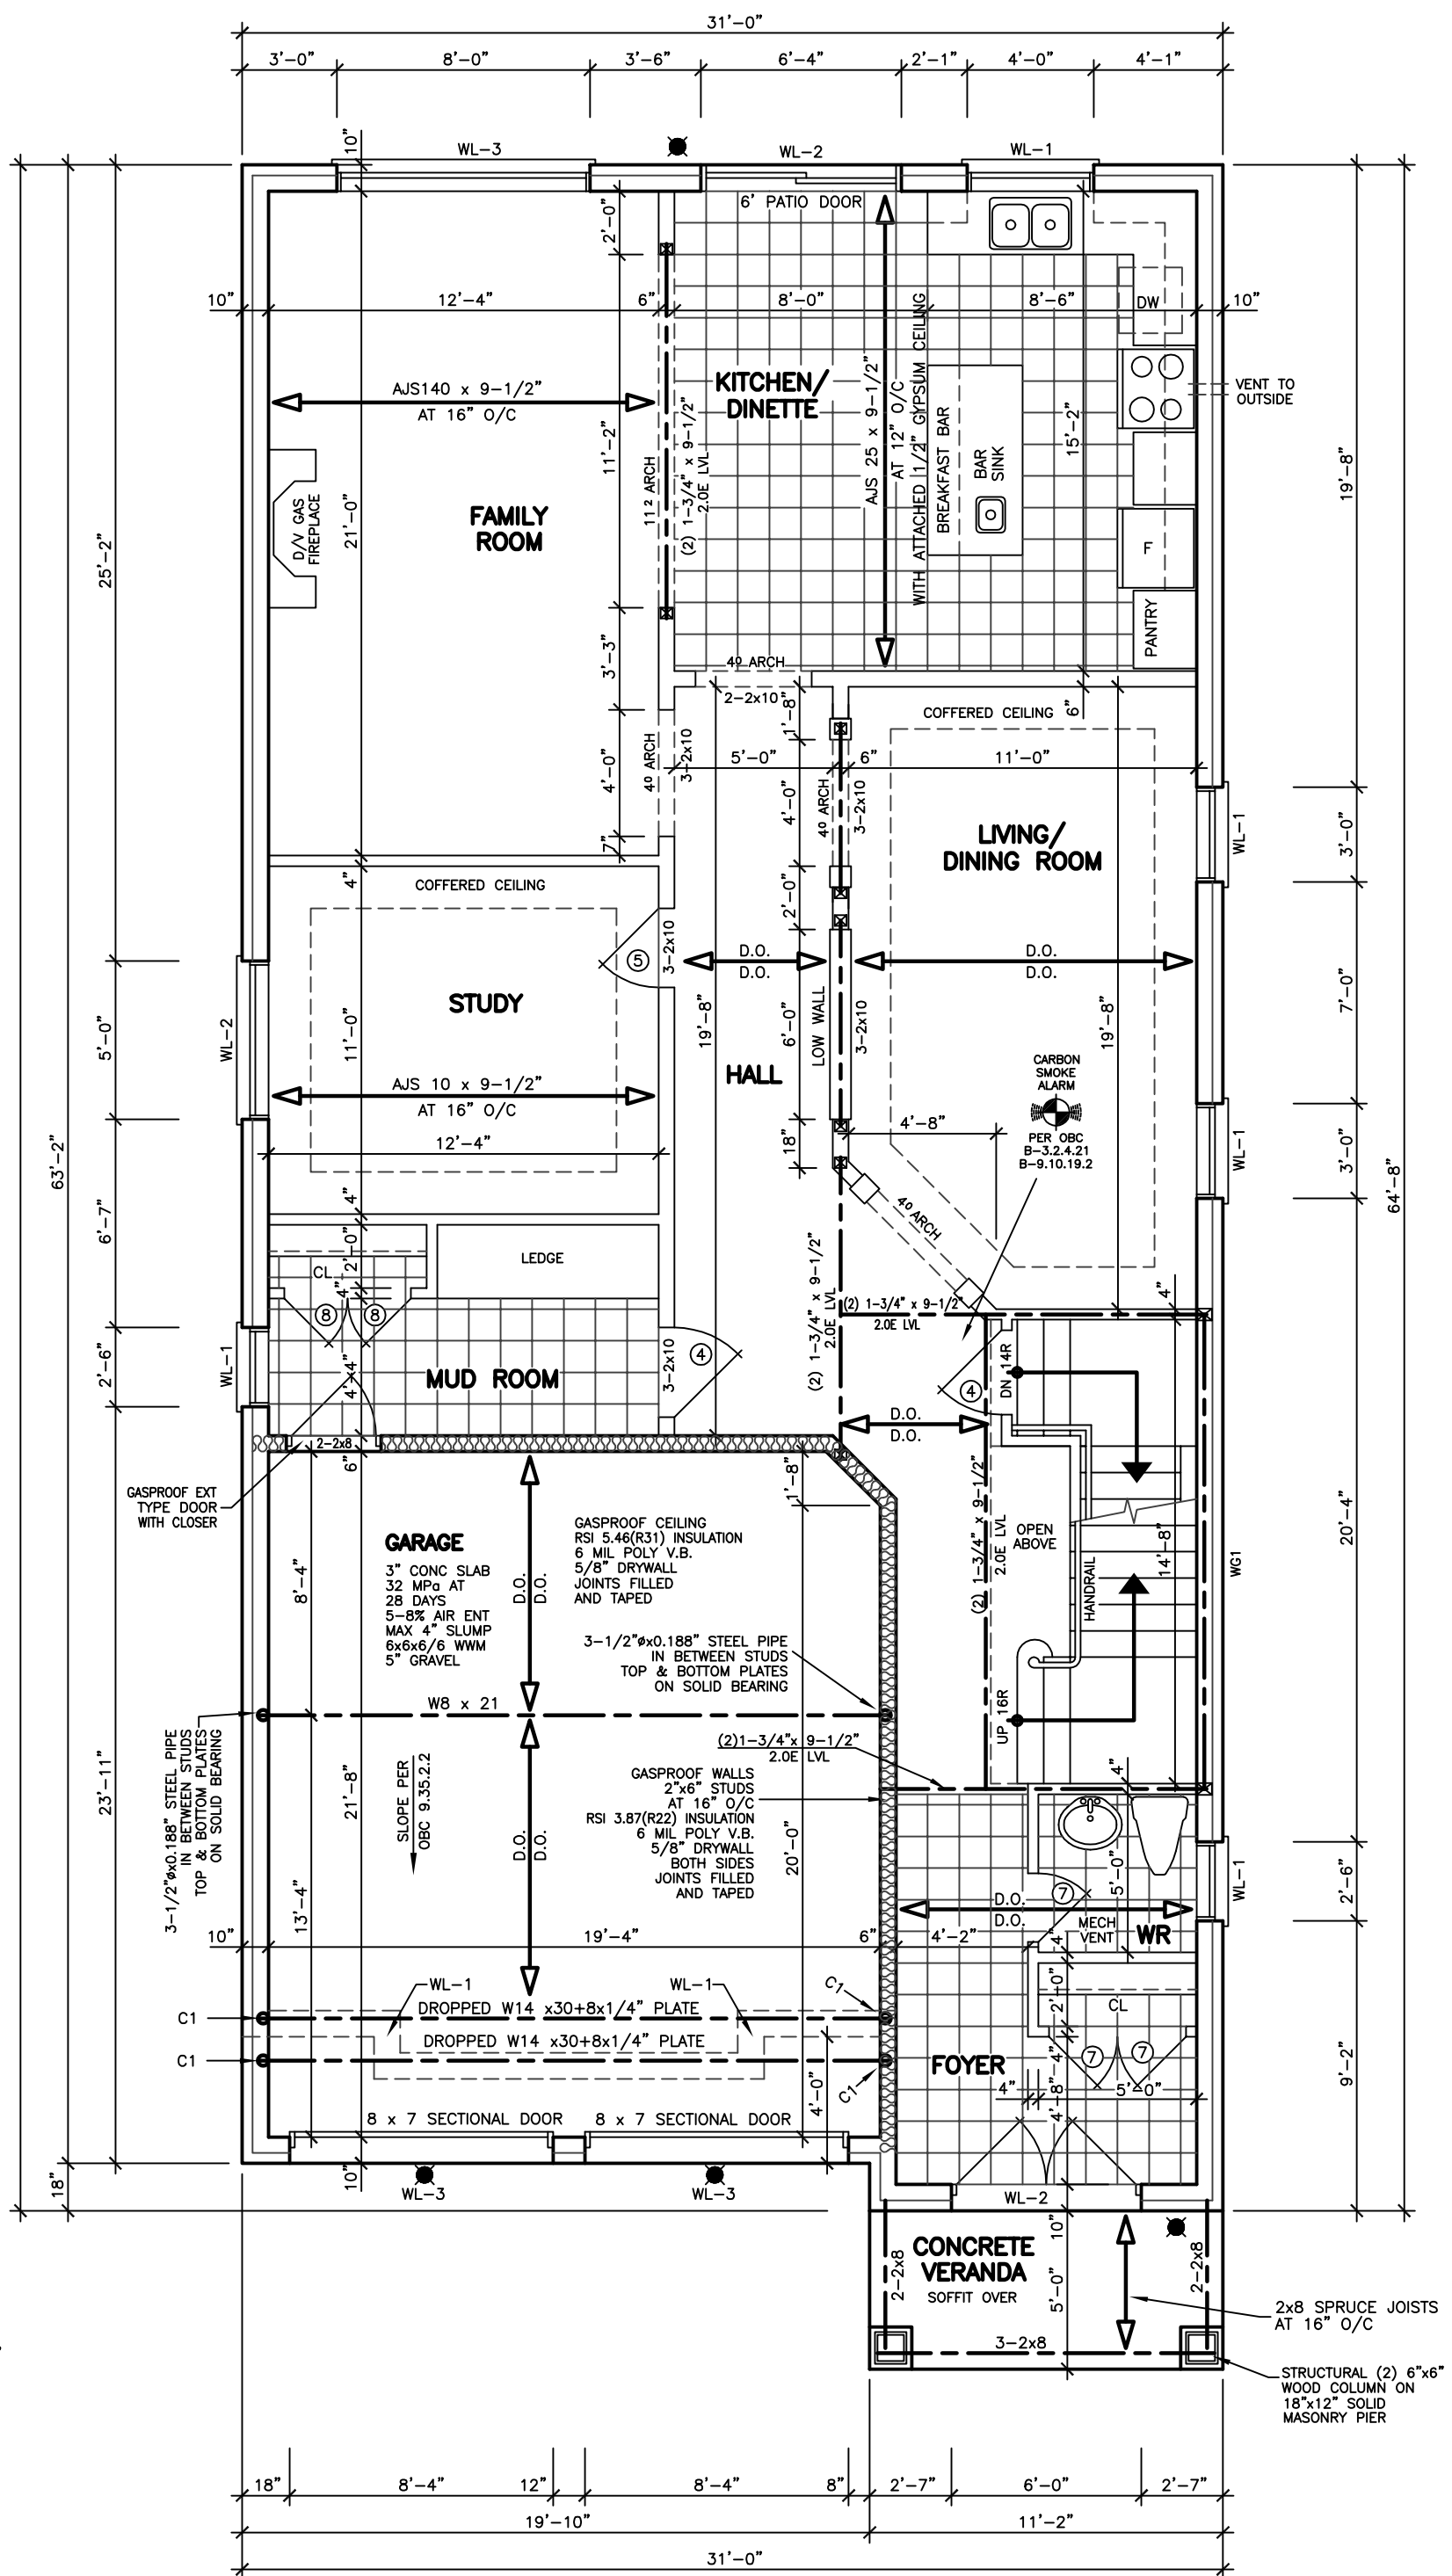 31'-0"
3'-0"
8'-0"
3'-6"
6'-4"
2'-1"
4'-0"
4'-1"
10"
WL-3
WL-2
WL-1
6' PATIO DOOR
2'-0"
10"
12'-4"
6"
8'-0"
8'-6"
10"
DW
AJS140 x 9-1/2"
AT 16" O/C
KITCHEN/
DINETTE
VENT TO
OUTSIDE
11'-2"
11² ARCH
(2) 1-3/4" x 9-1/2"
2.0E LVL
AJS 25 x 9-1/2"
AT 12" O/C
WITH ATTACHED 1/2" GYPSUM CEILING
BREAKFAST BAR
BAR
SINK
15'-2"
19'-8"
FAMILY
ROOM
21'-0"
D/V GAS
FIREPLACE
F
PANTRY
25'-2"
3'-3"
4⁰ ARCH
2-2x10
1'-8"
COFFERED CEILING
6"
4'-0"
4⁰ ARCH
3-2x10
5'-0"
6"
11'-0"
4'-0"
4⁰ ARCH
3-2x10
LIVING/
DINING ROOM
WL-1
3'-0"
7"
4"
COFFERED CEILING
2'-0"
5
3-2x10
D.O.
D.O.
D.O.
D.O.
STUDY
11'-0"
19'-8"
LOW WALL
6'-0"
3-2x10
19'-8"
7'-0"
WL-2
5'-0"
HALL
CARBON
SMOKE
ALARM
PER OBC
B-3.2.4.21
B-9.10.19.2
AJS 10 x 9-1/2"
AT 16" O/C
12'-4"
18"
4'-8"
WL-1
3'-0"
63'-2"
64'-8"
6'-7"
4"
2'-0"
CL
4"
LEDGE
4⁰ ARCH
8
8
(2) 1-3/4" x 9-1/2"
2.0E LVL
(2) 1-3/4" x 9-1/2"
2.0E LVL
4"
WL-1
2'-6"
4'-4"
MUD ROOM
3-2x10
4
4
DN 14R
D.O.
D.O.
2-2x8
6"
1'-8"
GASPROOF EXT
TYPE DOOR
WITH CLOSER
GARAGE
3" CONC SLAB
32 MPa AT
28 DAYS
5-8% AIR ENT
MAX 4" SLUMP
6x6x6/6 WWM
5" GRAVEL
D.O.
D.O.
GASPROOF CEILING
RSI 5.46(R31) INSULATION
6 MIL POLY V.B.
5/8" DRYWALL
JOINTS FILLED
AND TAPED
(2) 1-3/4" x 9-1/2"
2.0E LVL
OPEN
ABOVE
HANDRAIL
14'-8"
WG1
20'-4"
8'-4"
3-1/2"øx0.188" STEEL PIPE
IN BETWEEN STUDS
TOP & BOTTOM PLATES
ON SOLID BEARING
W8 x 21
UP 16R
3-1/2"øx0.188" STEEL PIPE
IN BETWEEN STUDS
TOP & BOTTOM PLATES
ON SOLID BEARING
(2)1-3/4"x 9-1/2"
2.0E LVL
4"
23'-11"
21'-8"
SLOPE PER
OBC 9.35.2.2
D.O.
D.O.
GASPROOF WALLS
2"x6" STUDS
AT 16" O/C
RSI 3.87(R22) INSULATION
6 MIL POLY V.B.
5/8" DRYWALL
BOTH SIDES
JOINTS FILLED
AND TAPED
20'-0"
13'-4"
5'-0"
7
D.O.
D.O.
MECH
VENT
WR
WL-1
2'-6"
10"
19'-4"
6"
4'-2"
4"
WL-1
WL-1
C1
C1
DROPPED W14 x30+8x1/4" PLATE
2'-0"
CL
C1
DROPPED W14 x30+8x1/4" PLATE
C1
4'-0"
FOYER
7
7
4"
4"
4'-8"
5'-0"
9'-2"
8 x 7 SECTIONAL DOOR
8 x 7 SECTIONAL DOOR
18"
10"
WL-3
WL-3
WL-2
10"
CONCRETE
VERANDA
SOFFIT OVER
2-2x8
2-2x8
5'-0"
3-2x8
2x8 SPRUCE JOISTS
AT 16" O/C
STRUCTURAL (2) 6"x6"
WOOD COLUMN ON
18"x12" SOLID
MASONRY PIER
18"
8'-4"
12"
8'-4"
8"
2'-7"
6'-0"
2'-7"
19'-10"
11'-2"
31'-0"